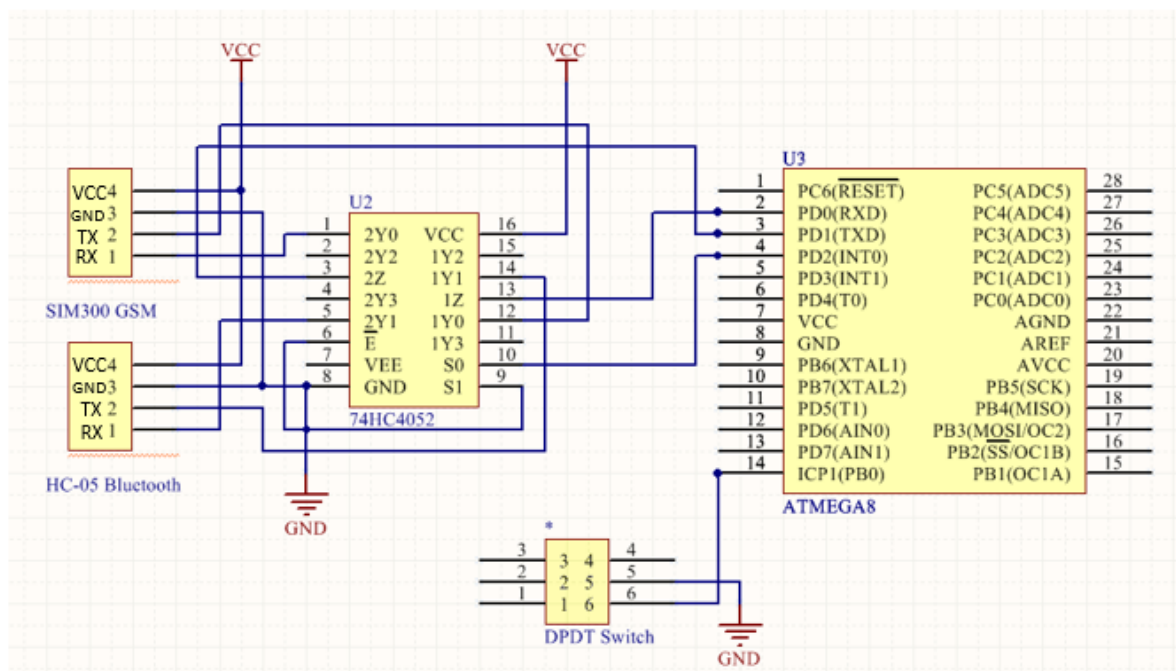 VCC
VCC
VCC4
GND3
TX 2
RX 1
SIM300 GSM
VCC4
GND3
TX 2
RX 1
HC-05 Bluetooth
U2
1 2Y0 VCC 16
2 2Y2 1Y2 15
3 2Z 1Y1 14
4 2Y3 1Z 13
5 2Y1 1Y0 12
6 E 1Y3 11
7 VEE S0 10
8 GND S1 9
74HC4052
GND
U3
1 PC6(RESET) PC5(ADC5) 28
2 PD0(RXD) PC4(ADC4) 27
3 PD1(TXD) PC3(ADC3) 26
4 PD2(INT0) PC2(ADC2) 25
5 PD3(INT1) PC1(ADC1) 24
6 PD4(T0) PC0(ADC0) 23
7 VCC AGND 22
8 GND AREF 21
9 PB6(XTAL1) AVCC 20
10 PB7(XTAL2) PB5(SCK) 19
11 PD5(T1) PB4(MISO) 18
12 PD6(AIN0) PB3(MOSI/OC2) 17
13 PD7(AIN1) PB2(SS/OC1B) 16
14 ICP1(PB0) PB1(OC1A) 15
ATMEGA8
*
3 3 4 4
2 2 5 5
1 1 6 6
DPDT Switch
GND